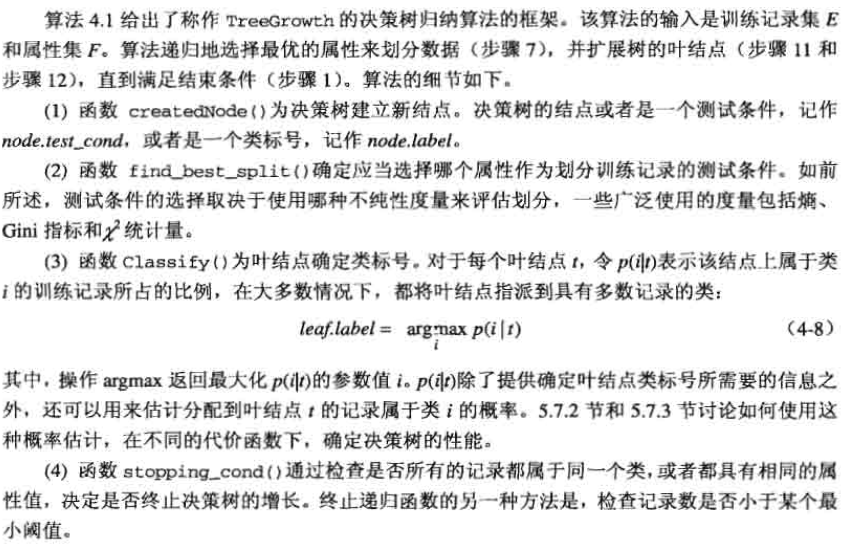 算法 4.1 给出了称作 TreeGrowth 的决策树归纳算法的框架。该算法的输入是训练记录集 E
和属性集 F。算法递归地选择最优的属性来划分数据（步骤 7），并扩展树的叶结点（步骤 11 和
步骤 12），直到满足结束条件（步骤 1）。算法的细节如下。
(1) 函数 createdNode()为决策树建立新结点。决策树的结点或者是一个测试条件，记作
node.test_cond，或者是一个类标号，记作 node.label。
(2) 函数 find_best_split()确定应当选择哪个属性作为划分训练记录的测试条件。如前
所述，测试条件的选择取决于使用哪种不纯性度量来评估划分，一些广泛使用的度量包括熵、
Gini 指标和χ²统计量。
(3) 函数 Classify()为叶结点确定类标号。对于每个叶结点 t，令 p(i|t)表示该结点上属于类
i 的训练记录所占的比例，在大多数情况下，都将叶结点指派到具有多数记录的类：
leaf.label = argmax p(i | t) （4-8）
i
其中，操作 argmax 返回最大化 p(i|t)的参数值 i。p(i|t)除了提供确定叶结点类标号所需要的信息之
外，还可以用来估计分配到叶结点 t 的记录属于类 i 的概率。5.7.2 节和 5.7.3 节讨论如何使用这
种概率估计，在不同的代价函数下，确定决策树的性能。
(4) 函数 stopping_cond()通过检查是否所有的记录都属于同一个类，或者都具有相同的属
性值，决定是否终止决策树的增长。终止递归函数的另一种方法是，检查记录数是否小于某个最
小阈值。